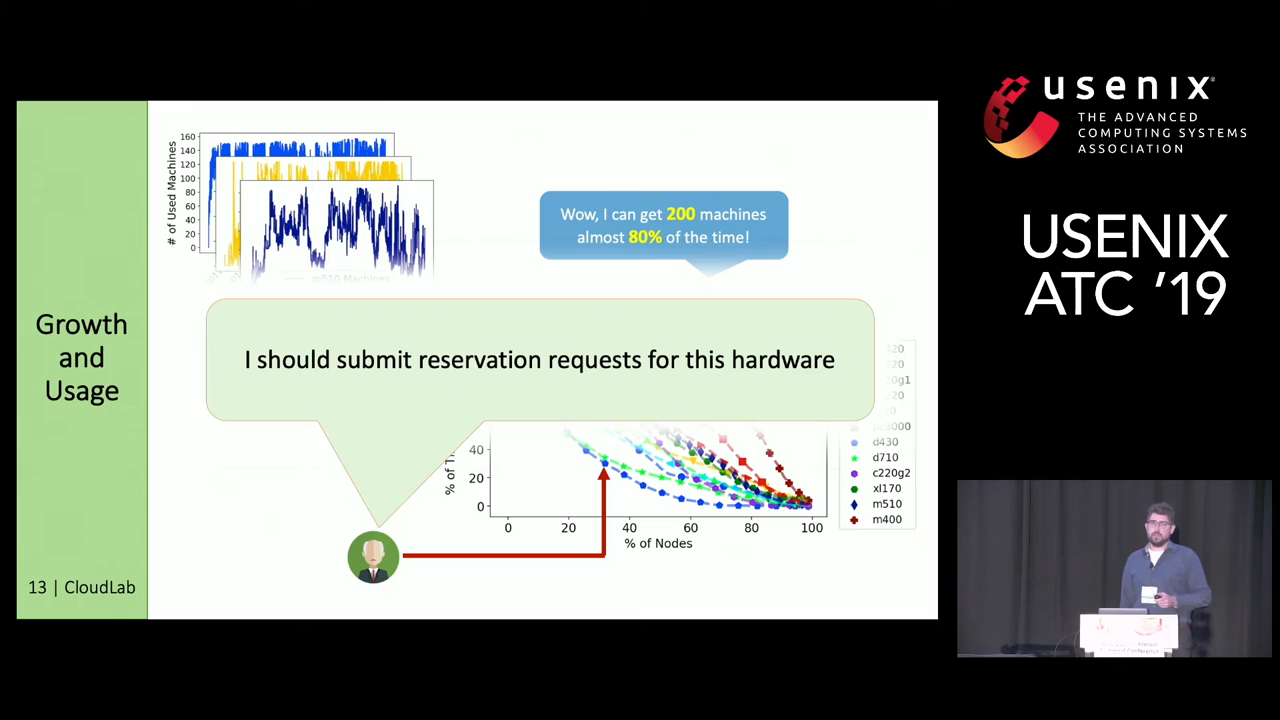 usenix
THE ADVANCED
COMPUTING SYSTEMS
ASSOCIATION
USENIX
ATC '19
Growth
and
Usage
13 | CloudLab
# of Used Machines
160
140
120
100
80
60
40
20
0
m510 Machines
Wow, I can get 200 machines
almost 80% of the time!
I should submit reservation requests for this hardware
40
20
0
0 20 40 60 80 100
% of Nodes
d430
d710
c220g2
xl170
m510
m400